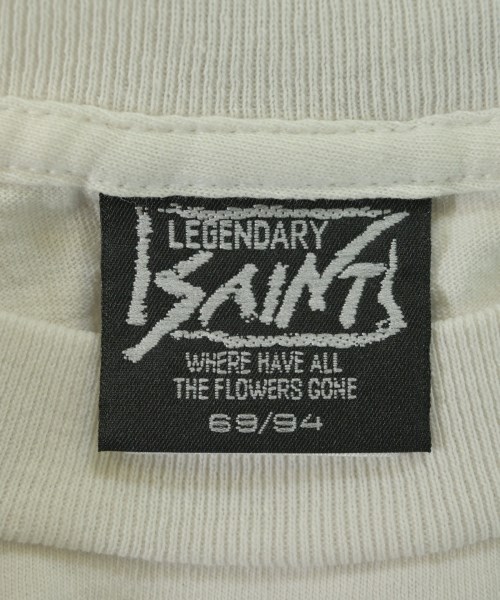 LEGENDARY
SAINTS
WHERE HAVE ALL
THE FLOWERS GONE
69/94